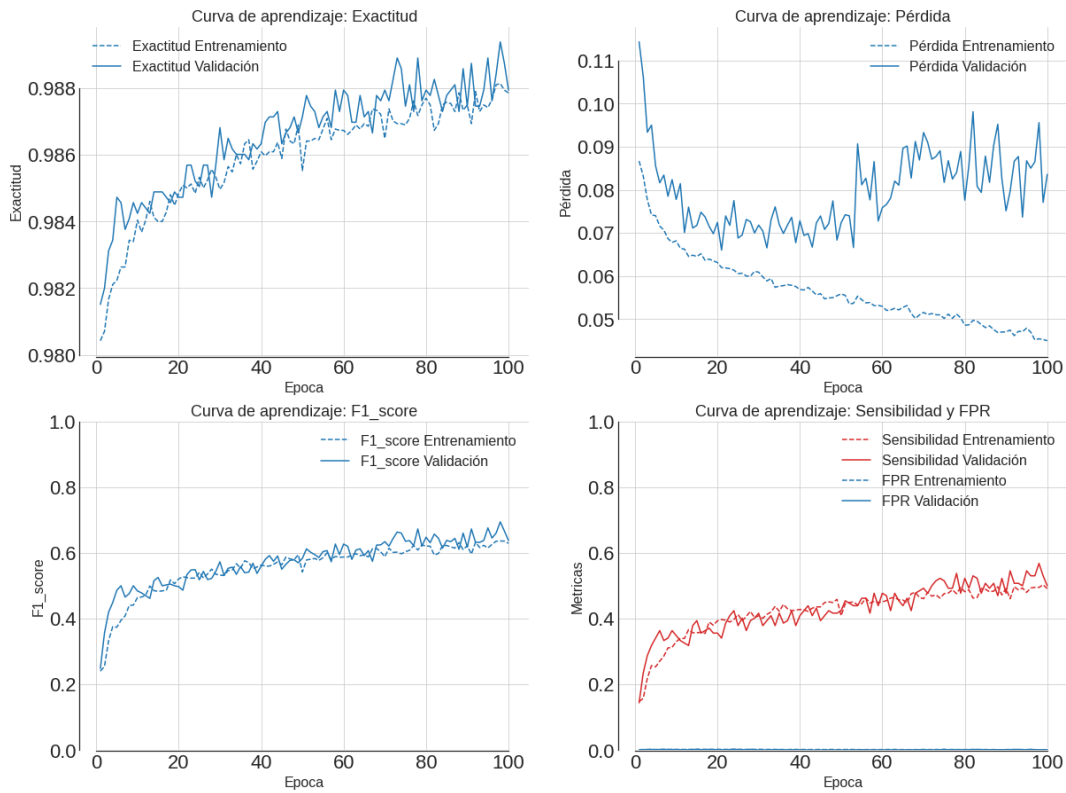 Curva de aprendizaje: Exactitud
Exactitud Entrenamiento
Exactitud Validación
0.988
0.986
0.984
0.982
0.980
Exactitud
0 20 40 60 80 100
Epoca
Curva de aprendizaje: Pérdida
Pérdida Entrenamiento
Pérdida Validación
0.11
0.10
0.09
0.08
0.07
0.06
0.05
Pérdida
0 20 40 60 80 100
Epoca
Curva de aprendizaje: F1_score
F1_score Entrenamiento
F1_score Validación
1.0
0.8
0.6
0.4
0.2
0.0
F1_score
0 20 40 60 80 100
Epoca
Curva de aprendizaje: Sensibilidad y FPR
Sensibilidad Entrenamiento
Sensibilidad Validación
FPR Entrenamiento
FPR Validación
1.0
0.8
0.6
0.4
0.2
0.0
Metricas
0 20 40 60 80 100
Epoca